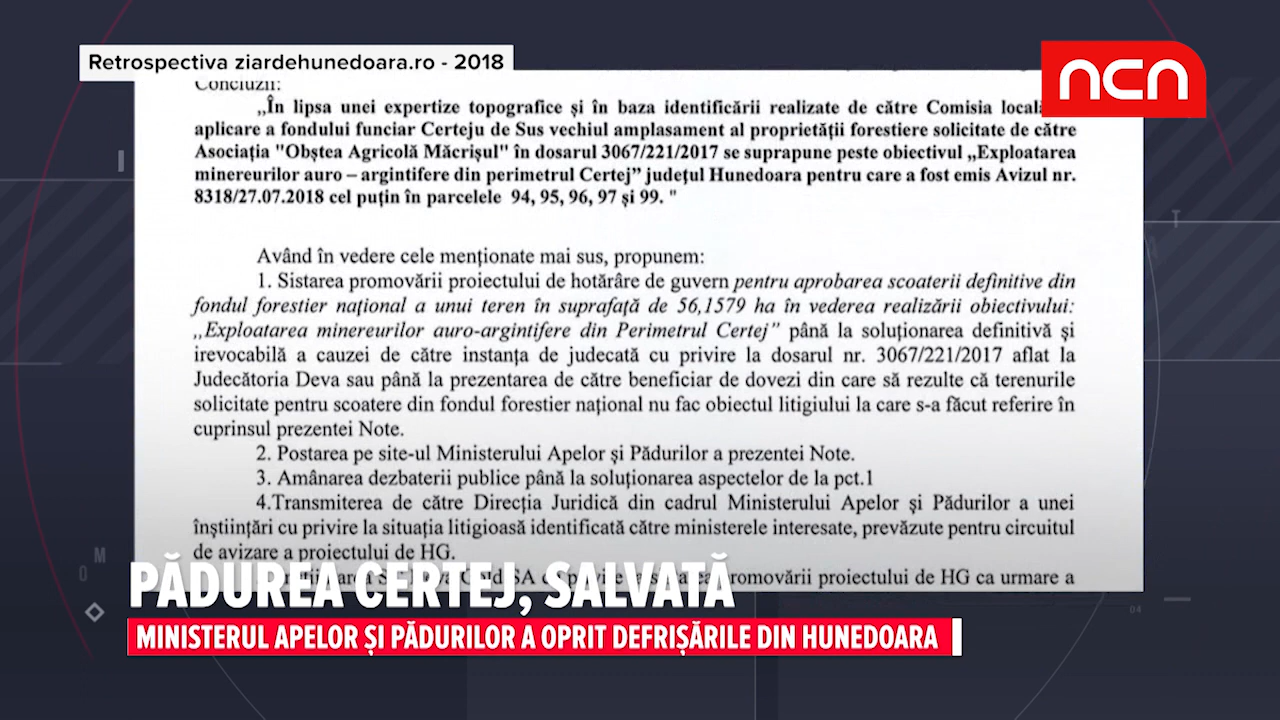 Retrospectiva ziardehunedoara.ro - 2018
ncn
Concluzii:
„În lipsa unei expertize topografice și în baza identificării realizate de către Comisia locală
aplicare a fondului funciar Certeju de Sus vechiul amplasament al proprietății forestiere solicitate de către
Asociația "Obștea Agricolă Măcrișul" în dosarul 3067/221/2017 se suprapune peste obiectivul „Exploatarea
minereurilor auro – argintifere din perimetrul Certej” județul Hunedoara pentru care a fost emis Avizul nr.
8318/27.07.2018 cel puțin în parcelele 94, 95, 96, 97 și 99. "
Având în vedere cele menționate mai sus, propunem:
1. Sistarea promovării proiectului de hotărâre de guvern pentru aprobarea scoaterii definitive din
fondul forestier național a unui teren în suprafață de 56,1579 ha în vederea realizării obiectivului:
„Exploatarea minereurilor auro-argintifere din Perimetrul Certej” până la soluționarea definitivă și
irevocabilă a cauzei de către instanța de judecată cu privire la dosarul nr. 3067/221/2017 aflat la
Judecătoria Deva sau până la prezentarea de către beneficiar de dovezi din care să rezulte că terenurile
solicitate pentru scoatere din fondul forestier național nu fac obiectul litigiului la care s-a făcut referire în
cuprinsul prezentei Note.
2. Postarea pe site-ul Ministerului Apelor și Pădurilor a prezentei Note.
3. Amânarea dezbaterii publice până la soluționarea aspectelor de la pct.1
4.Transmiterea de către Direcția Juridică din cadrul Ministerului Apelor și Pădurilor a unei
înștiințări cu privire la situația litigioasă identificată către ministerele interesate, prevăzute pentru circuitul
de avizare a proiectului de HG.
promovării proiectului de HG ca urmare a
PĂDUREA CERTEJ, SALVATĂ
MINISTERUL APELOR ȘI PĂDURILOR A OPRIT DEFRIȘĂRILE DIN HUNEDOARA